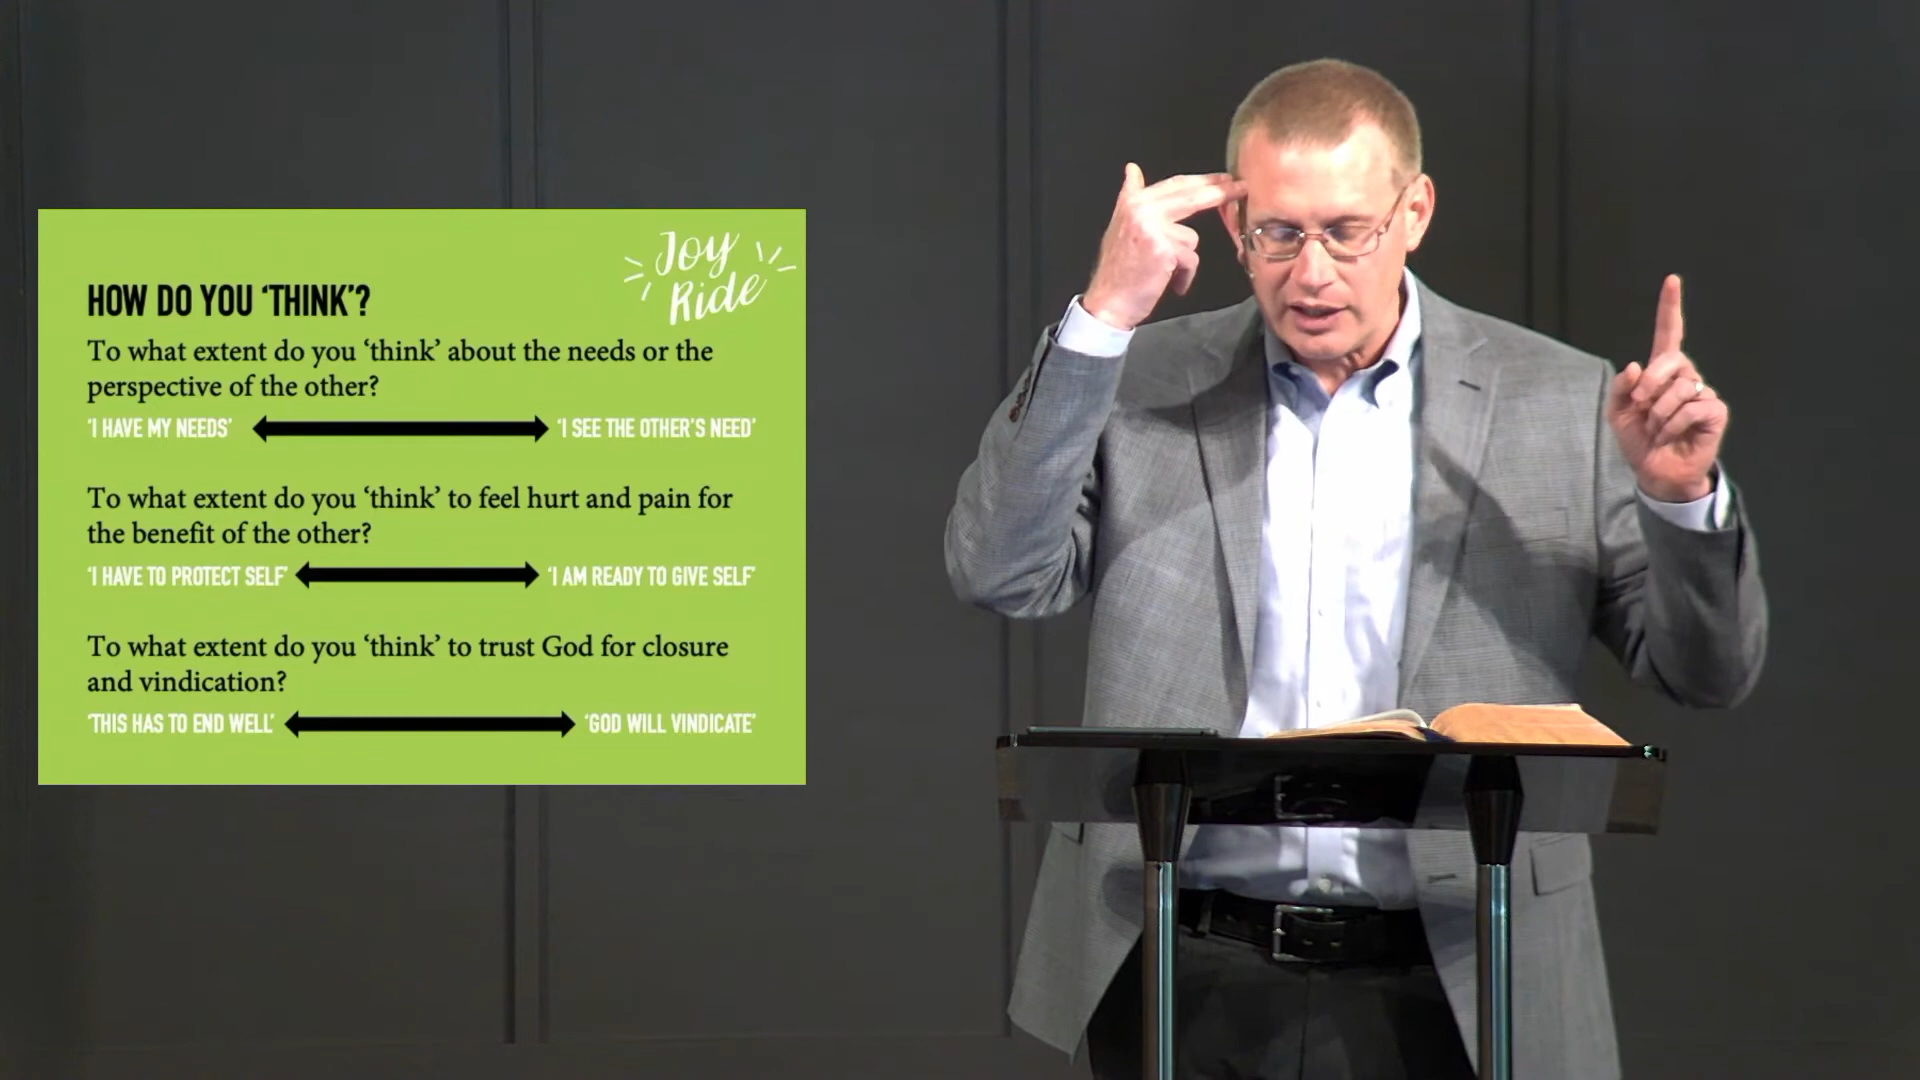 Joy
Ride
HOW DO YOU ‘THINK’?
To what extent do you ‘think’ about the needs or the
perspective of the other?
‘I HAVE MY NEEDS’ ‘I SEE THE OTHER’S NEED’
To what extent do you ‘think’ to feel hurt and pain for
the benefit of the other?
‘I HAVE TO PROTECT SELF’ ‘I AM READY TO GIVE SELF’
To what extent do you ‘think’ to trust God for closure
and vindication?
‘THIS HAS TO END WELL’ ‘GOD WILL VINDICATE’